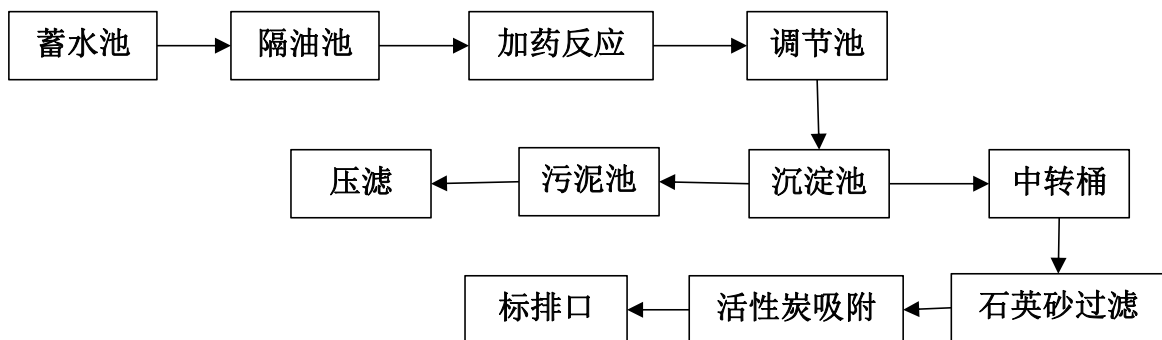 蓄水池
隔油池
加药反应
调节池
压滤
污泥池
沉淀池
中转桶
标排口
活性炭吸附
石英砂过滤